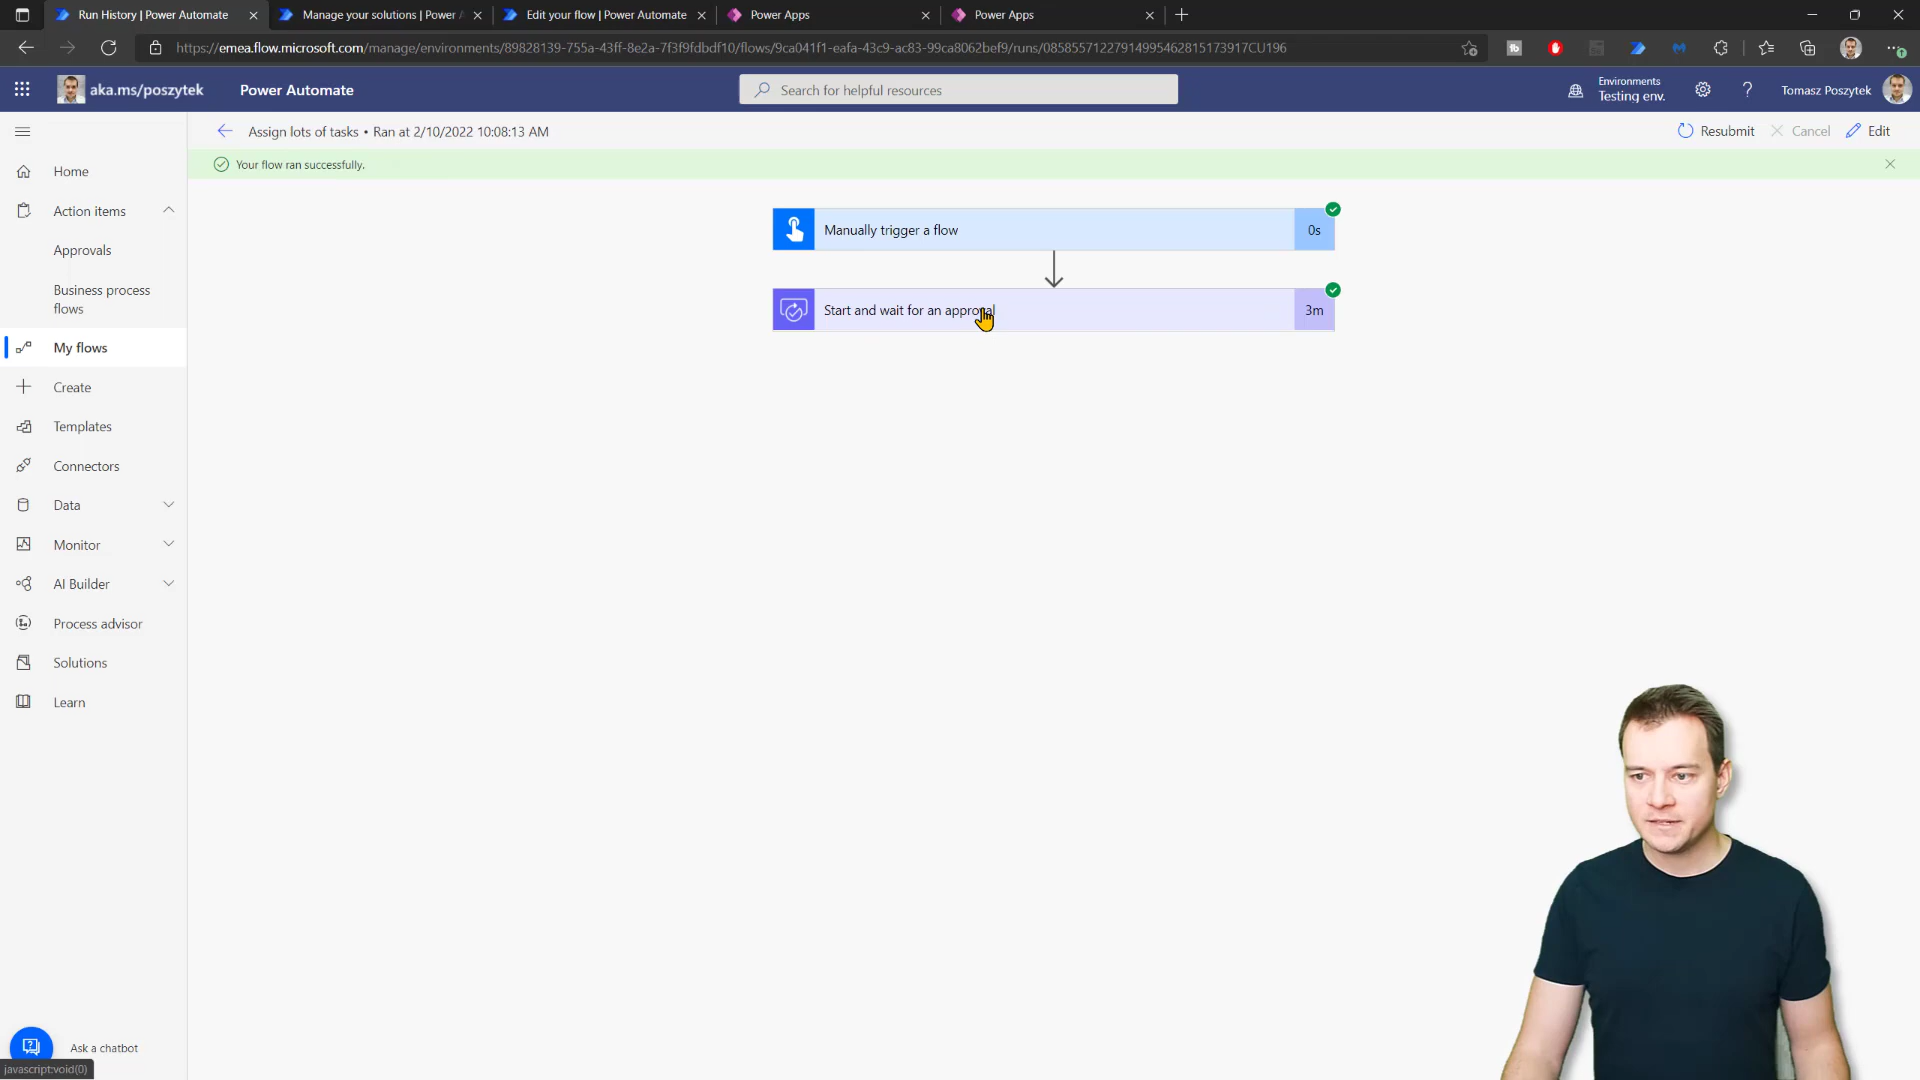 Run History | Power Automate
Manage your solutions | Power A
Edit your flow | Power Automate
Power Apps
Power Apps
https://emea.flow.microsoft.com/manage/environments/89828139-755a-43ff-8e2a-7f3f9fdbdf10/flows/9ca041f1-eafa-43c9-ac83-99ca8062bef9/runs/08585571227914995462815173917CU196
aka.ms/poszytek
Power Automate
Search for helpful resources
Environments
Testing env.
Tomasz Poszytek
Assign lots of tasks • Ran at 2/10/2022 10:08:13 AM
Resubmit
Cancel
Edit
Your flow ran successfully.
Home
Action items
Approvals
Business process
flows
My flows
Create
Templates
Connectors
Data
Monitor
AI Builder
Process advisor
Solutions
Learn
Manually trigger a flow
0s
Start and wait for an approval
3m
Ask a chatbot
javascript:void(0)